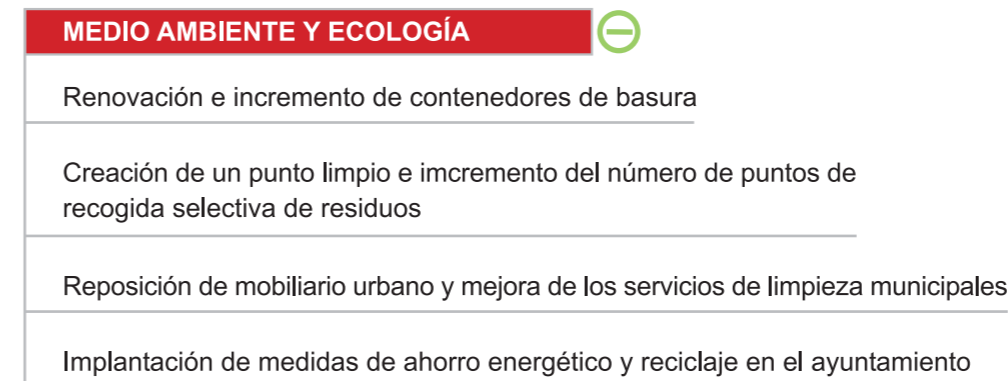 MEDIO AMBIENTE Y ECOLOGÍA
Renovación e incremento de contenedores de basura
Creación de un punto limpio e imcremento del número de puntos de
recogida selectiva de residuos
Reposición de mobiliario urbano y mejora de los servicios de limpieza municipales
Implantación de medidas de ahorro energético y reciclaje en el ayuntamiento